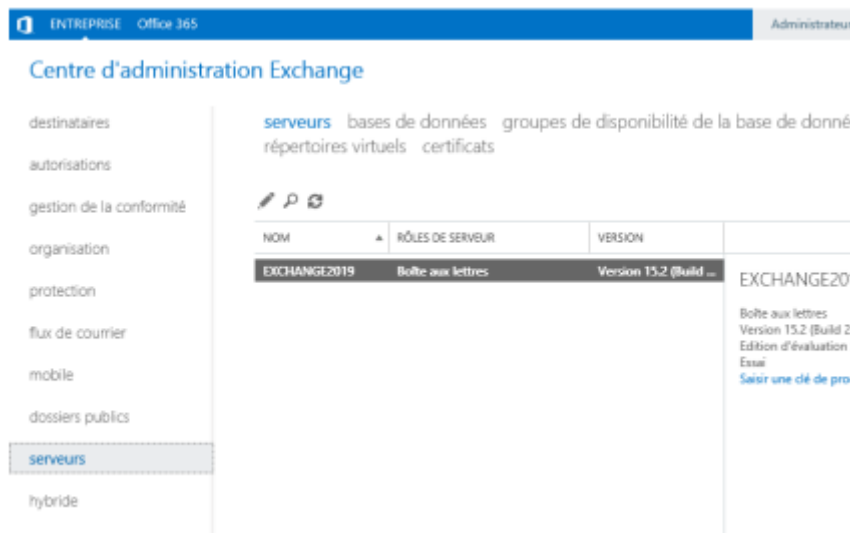 ENTREPRISE Office 365
Administrateur
Centre d'administration Exchange
destinataires
autorisations
gestion de la conformité
organisation
protection
flux de courrier
mobile
dossiers publics
serveurs
hybride
serveurs bases de données groupes de disponibilité de la base de donné
répertoires virtuels certificats
NOM RÔLES DE SERVEUR VERSION
EXCHANGE2019 Boîte aux lettres Version 15.2 (Build ...
EXCHANGE20
Boîte aux lettres
Version 15.2 (Build 2
Edition d'évaluation
Essai
Saisir une clé de pro